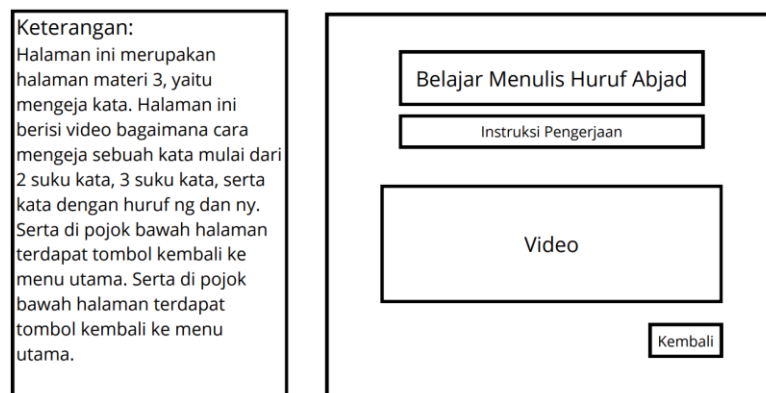 Keterangan:
Halaman ini merupakan
halaman materi 3, yaitu
mengeja kata. Halaman ini
berisi video bagaimana cara
mengeja sebuah kata mulai dari
2 suku kata, 3 suku kata, serta
kata dengan huruf ng dan ny.
Serta di pojok bawah halaman
terdapat tombol kembali ke
menu utama. Serta di pojok
bawah halaman terdapat
tombol kembali ke menu
utama.
Belajar Menulis Huruf Abjad
Instruksi Pengerjaan
Video
Kembali